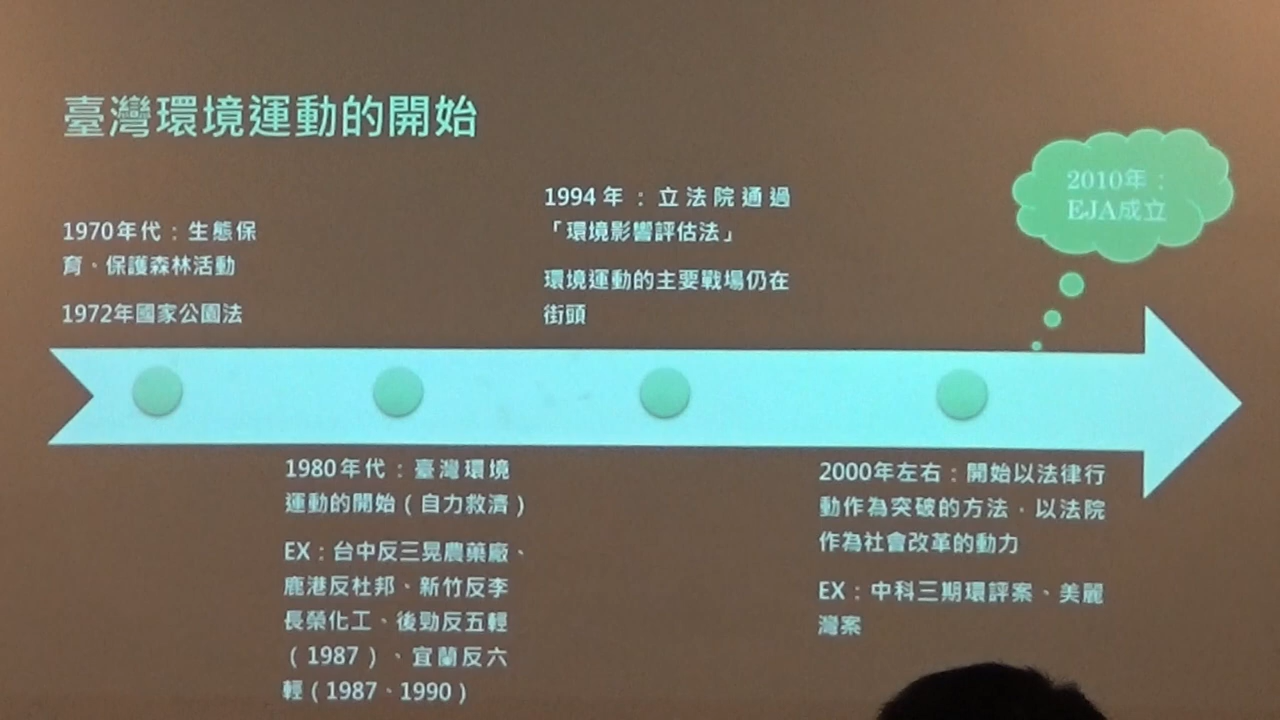 臺灣環境運動的開始
1970年代：生態保
育、保護森林活動
1972年國家公園法
1980年代：臺灣環境
運動的開始（自力救濟）
EX：台中反三晃農藥廠、
鹿港反杜邦、新竹反李
長榮化工、後勁反五輕
（1987）、宜蘭反六
輕（1987、1990）
1994年：立法院通過
「環境影響評估法」
環境運動的主要戰場仍在
街頭
2000年左右：開始以法律行
動作為突破的方法，以法院
作為社會改革的動力
EX：中科三期環評案、美麗
灣案
2010年：
EJA成立